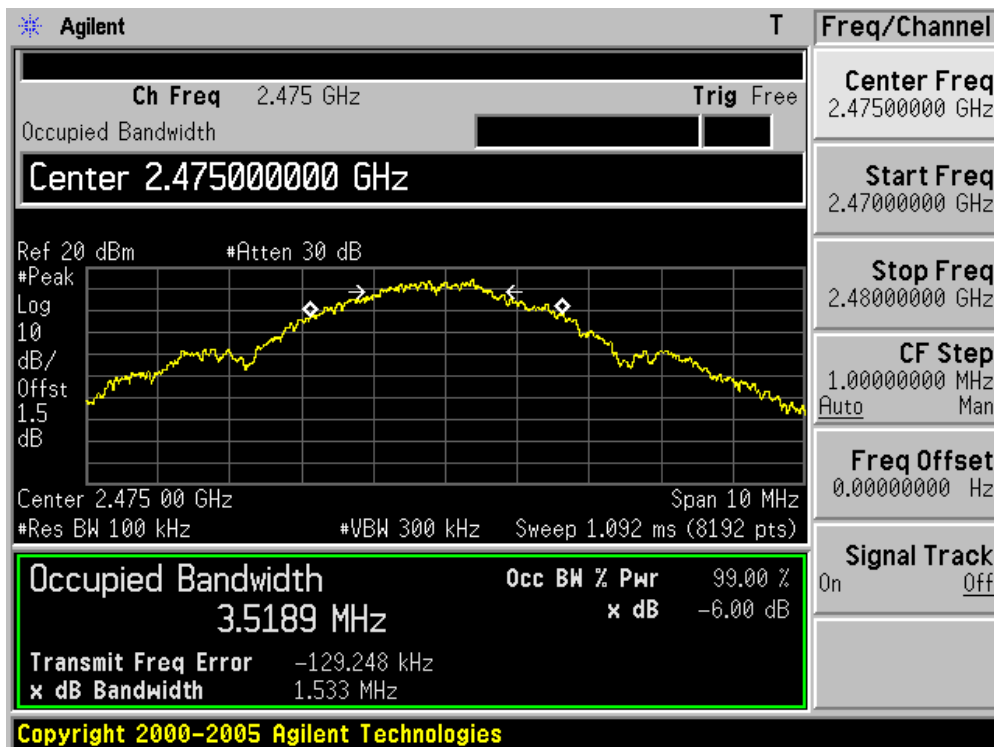 Agilent T Freq/Channel
Ch Freq 2.475 GHz Trig Free
Occupied Bandwidth
Center 2.475000000 GHz
Ref 20 dBm #Atten 30 dB
#Peak
Log
10
dB/
Offst
1.5
dB
Center 2.475 00 GHz Span 10 MHz
#Res BW 100 kHz #VBW 300 kHz Sweep 1.092 ms (8192 pts)
Occupied Bandwidth Occ BW % Pwr 99.00 %
3.5189 MHz x dB -6.00 dB
Transmit Freq Error -129.248 kHz
x dB Bandwidth 1.533 MHz
Copyright 2000-2005 Agilent Technologies
Center Freq
2.47500000 GHz
Start Freq
2.47000000 GHz
Stop Freq
2.48000000 GHz
CF Step
1.00000000 MHz
Auto Man
Freq Offset
0.00000000 Hz
Signal Track
On Off